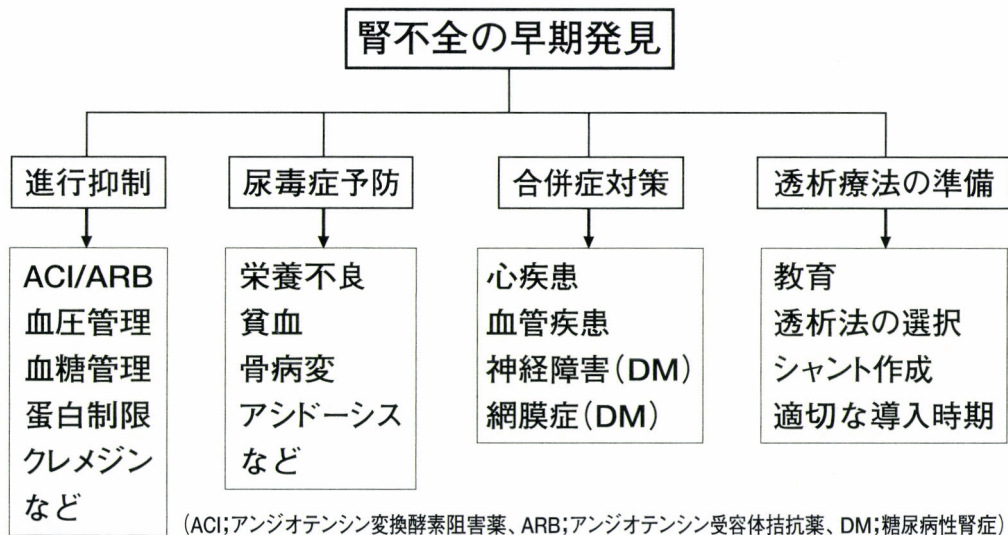 腎不全の早期発見
進行抑制
ACI/ARB
血圧管理
血糖管理
蛋白制限
クレメジン
など
尿毒症予防
栄養不良
貧血
骨病変
アシドーシス
など
合併症対策
心疾患
血管疾患
神経障害(DM)
網膜症(DM)
透析療法の準備
教育
透析法の選択
シャント作成
適切な導入時期
(ACI;アンジオテンシン変換酵素阻害薬、ARB;アンジオテンシン受容体拮抗薬、DM;糖尿病性腎症)